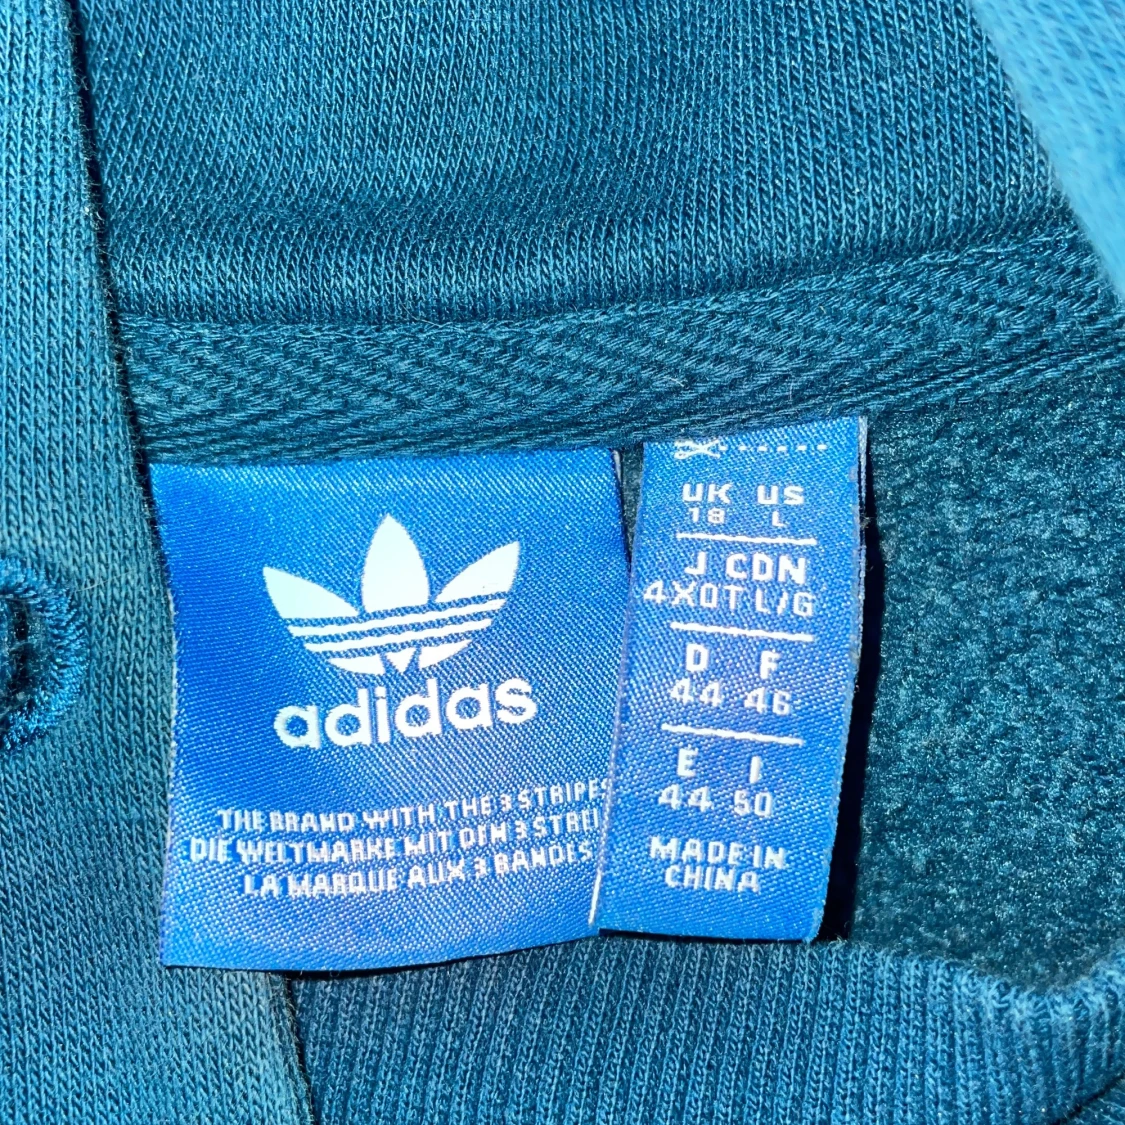 adidas
THE BRAND WITH THE 3 STRIPES
DIE WELTMARKE MIT DEN 3 STREI
LA MARQUE AUX 3 BANDES
UK US
18 L
J CDN
4XOT L/G
D F
44 46
E I
44 50
MADE IN
CHINA